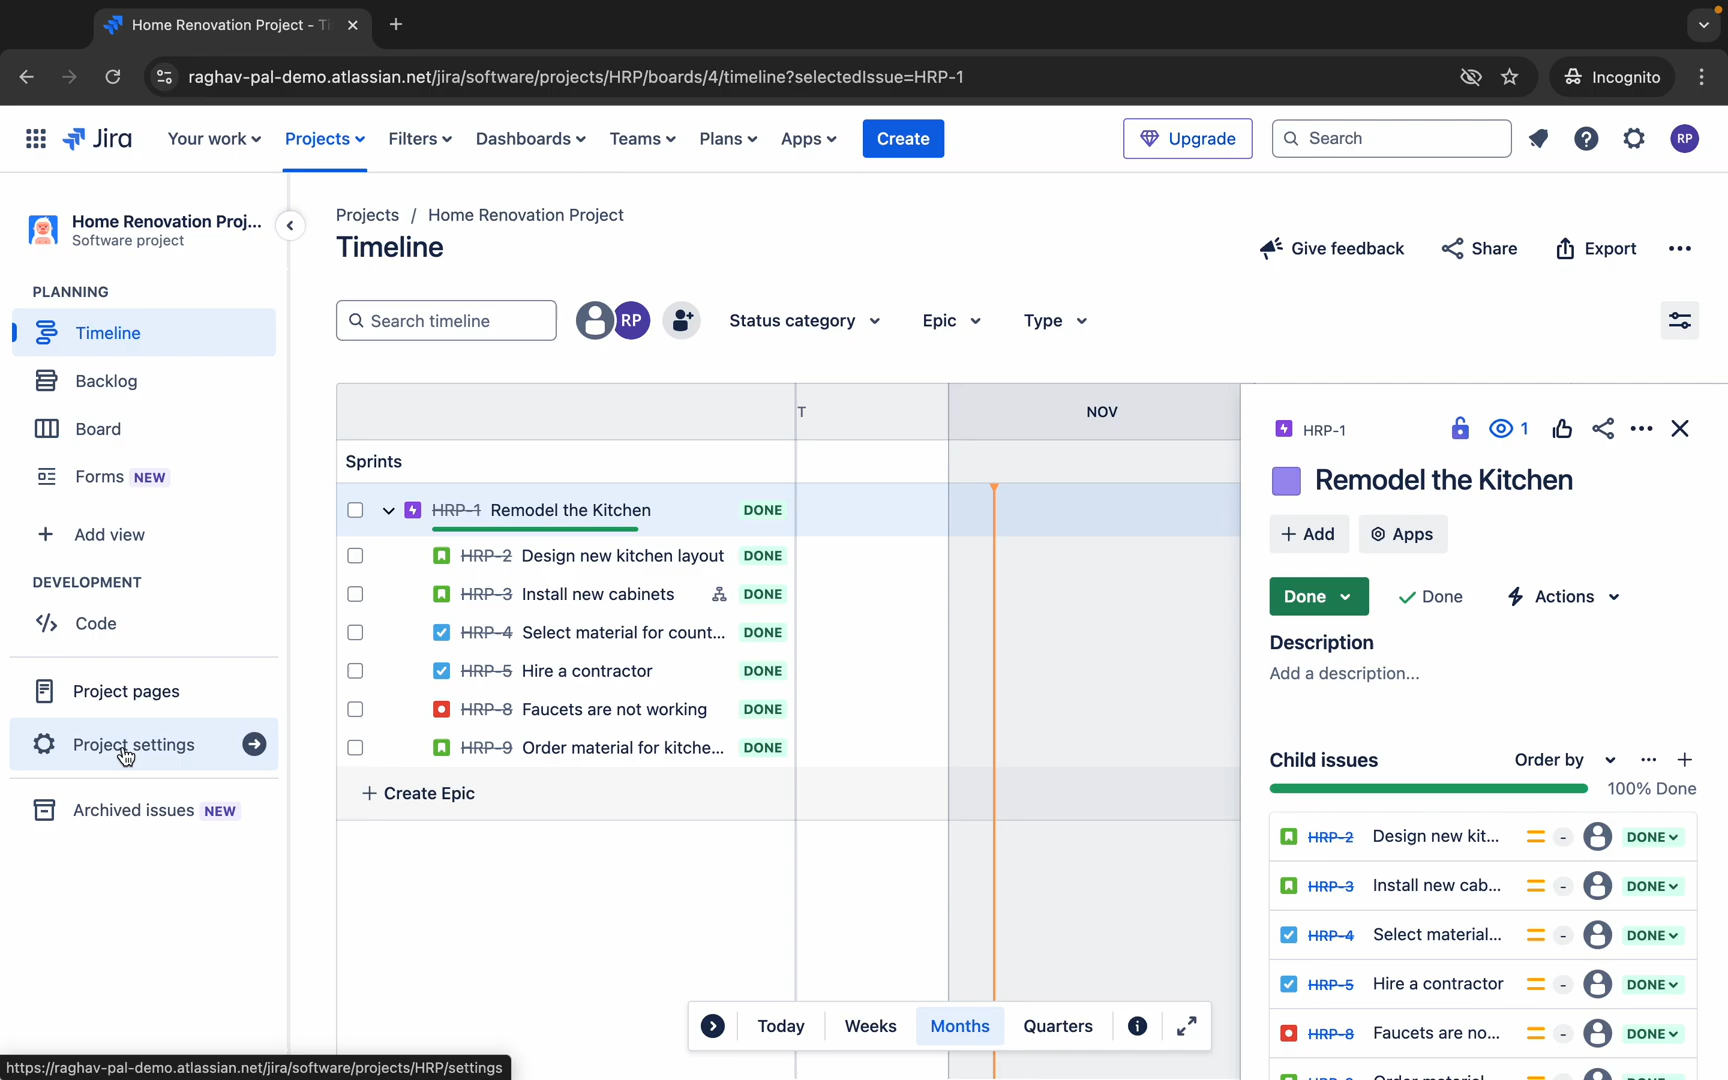 Home Renovation Project - Ti
raghav-pal-demo.atlassian.net/jira/software/projects/HRP/boards/4/timeline?selectedIssue=HRP-1
Incognito
Jira
Your work
Projects
Filters
Dashboards
Teams
Plans
Apps
Create
Upgrade
Search
RP
Home Renovation Proj...
Software project
PLANNING
Timeline
Backlog
Board
Forms NEW
Add view
DEVELOPMENT
Code
Project pages
Project settings
Archived issues NEW
Projects / Home Renovation Project
Timeline
Give feedback
Share
Export
Search timeline
RP
Status category
Epic
Type
T
NOV
Sprints
HRP-1 Remodel the Kitchen DONE
HRP-2 Design new kitchen layout DONE
HRP-3 Install new cabinets DONE
HRP-4 Select material for count... DONE
HRP-5 Hire a contractor DONE
HRP-8 Faucets are not working DONE
HRP-9 Order material for kitche... DONE
+ Create Epic
Today
Weeks
Months
Quarters
HRP-1
1
Remodel the Kitchen
+ Add
Apps
Done
Done
Actions
Description
Add a description...
Child issues
Order by
100% Done
HRP-2 Design new kit... - DONE
HRP-3 Install new cab... - DONE
HRP-4 Select material... - DONE
HRP-5 Hire a contractor - DONE
HRP-8 Faucets are no... - DONE
https://raghav-pal-demo.atlassian.net/jira/software/projects/HRP/settings